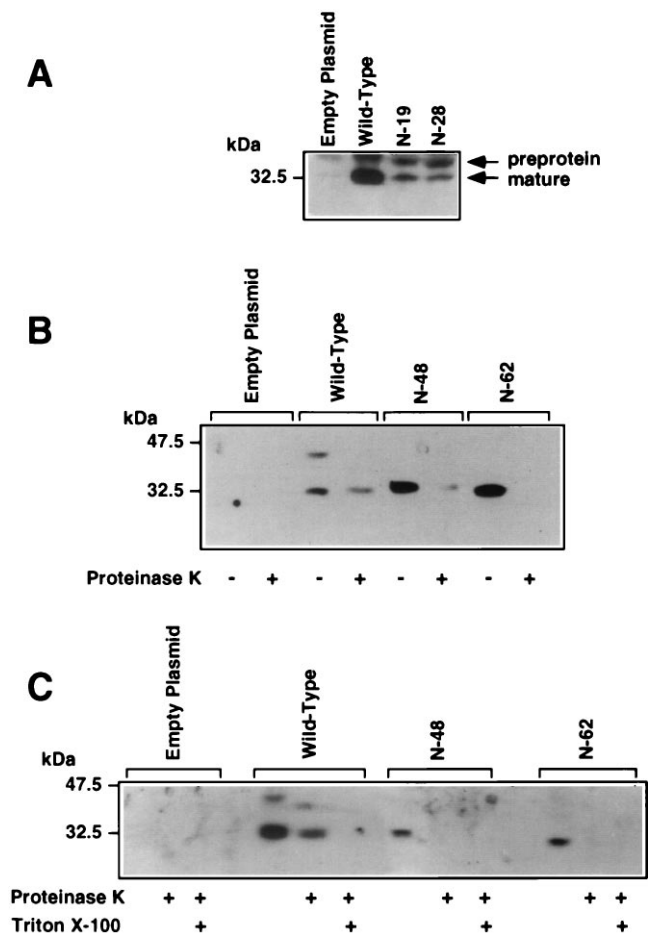 A
Empty Plasmid
Wild-Type
N-19
N-28
kDa
32.5
preprotein
mature
B
Empty Plasmid
Wild-Type
N-48
N-62
kDa
47.5
32.5
Proteinase K - + - + - + - +
C
Empty Plasmid
Wild-Type
N-48
N-62
kDa
47.5
32.5
Proteinase K + + + + + + + +
Triton X-100 + + + +